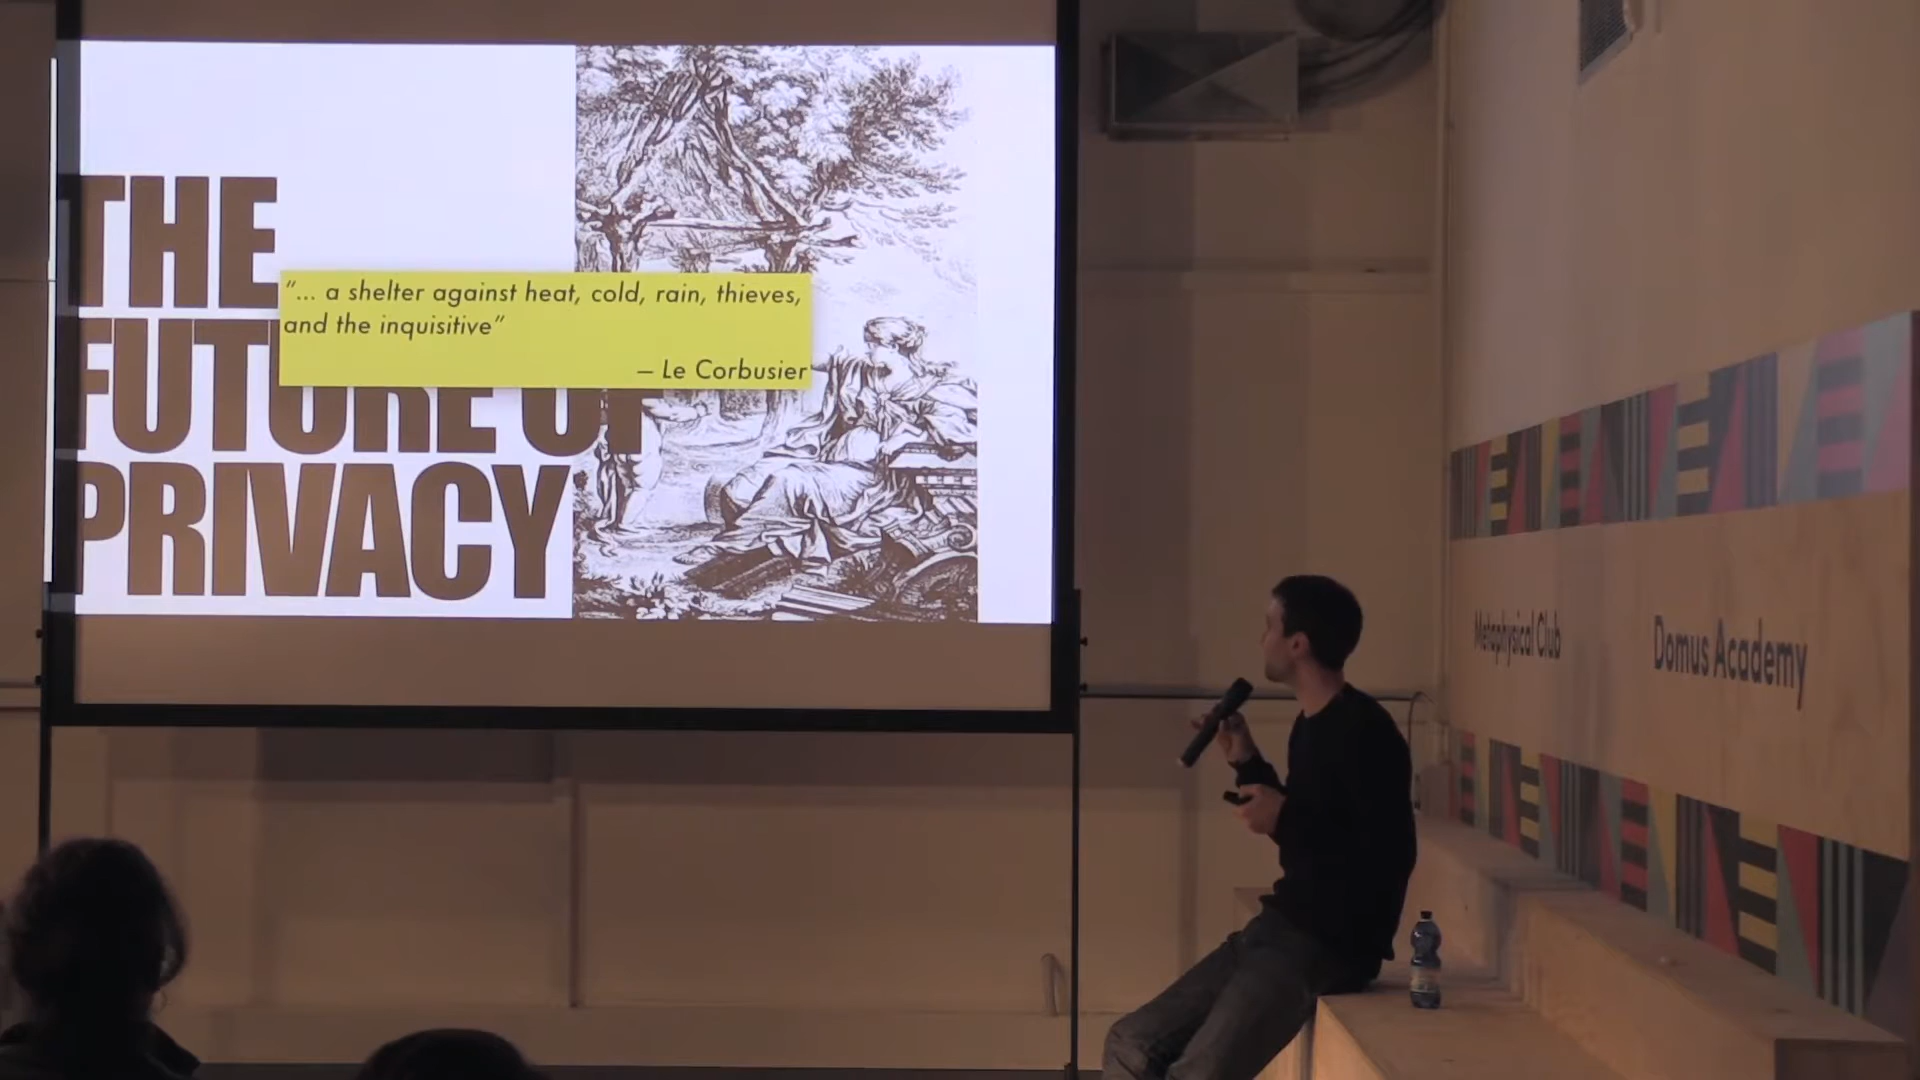 THE
FUTURE OF
PRIVACY
“... a shelter against heat, cold, rain, thieves,
and the inquisitive”
— Le Corbusier
Metaphysical Club
Domus Academy